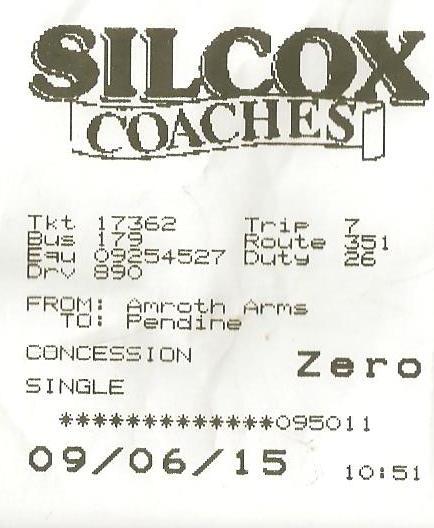 SILCOX
COACHES
Tkt 17362 Trip 7
Bus 179 Route 351
Equ 09254527 Duty 26
Drv 890
FROM: Amroth Arms
TO: Pendine
CONCESSION Zero
SINGLE
*************095011
09/06/15 10:51